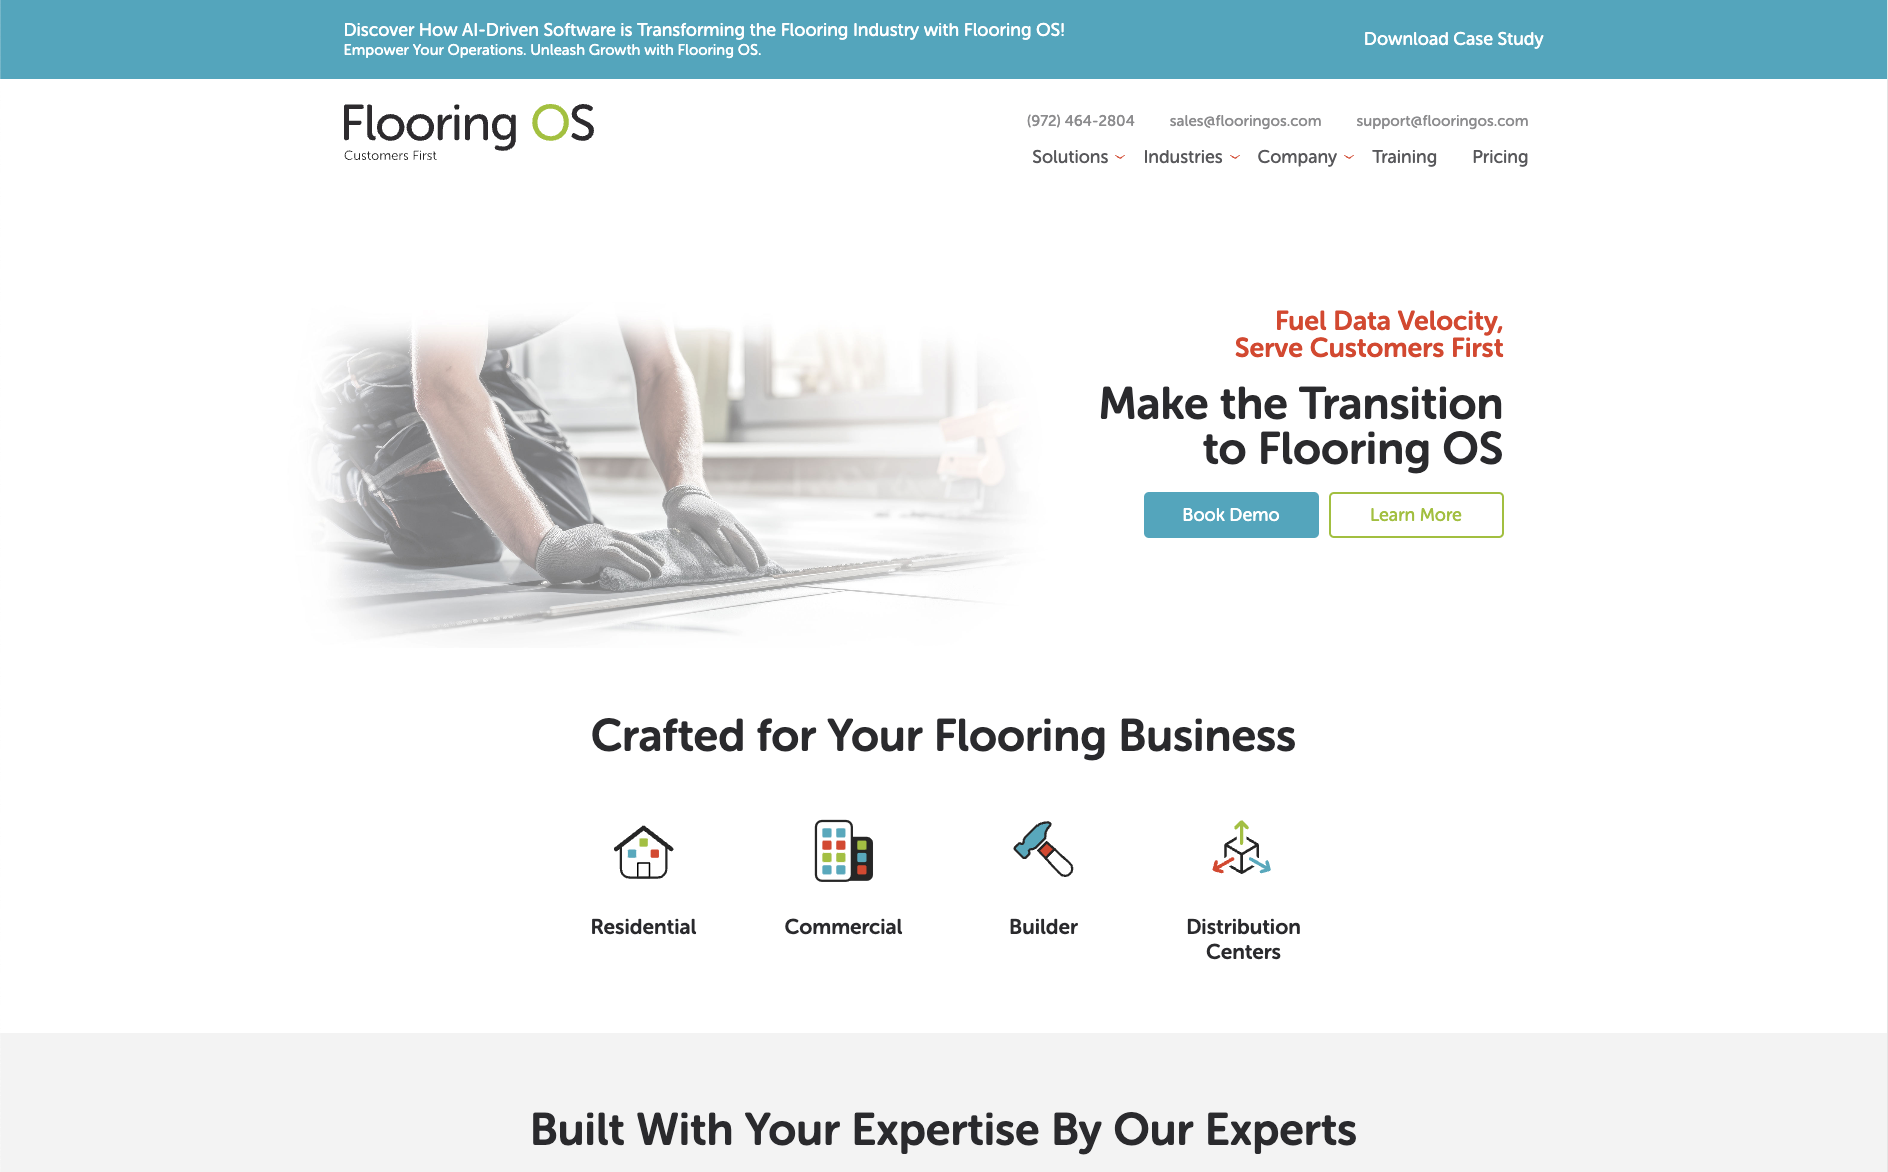 Discover How AI-Driven Software is Transforming the Flooring Industry with Flooring OS!
Empower Your Operations. Unleash Growth with Flooring OS.
Download Case Study
Flooring OS
Customers First
(972) 464-2804
sales@flooringos.com
support@flooringos.com
Solutions
Industries
Company
Training
Pricing
Fuel Data Velocity,
Serve Customers First
Make the Transition
to Flooring OS
Book Demo
Learn More
Crafted for Your Flooring Business
Residential
Commercial
Builder
Distribution
Centers
Built With Your Expertise By Our Experts